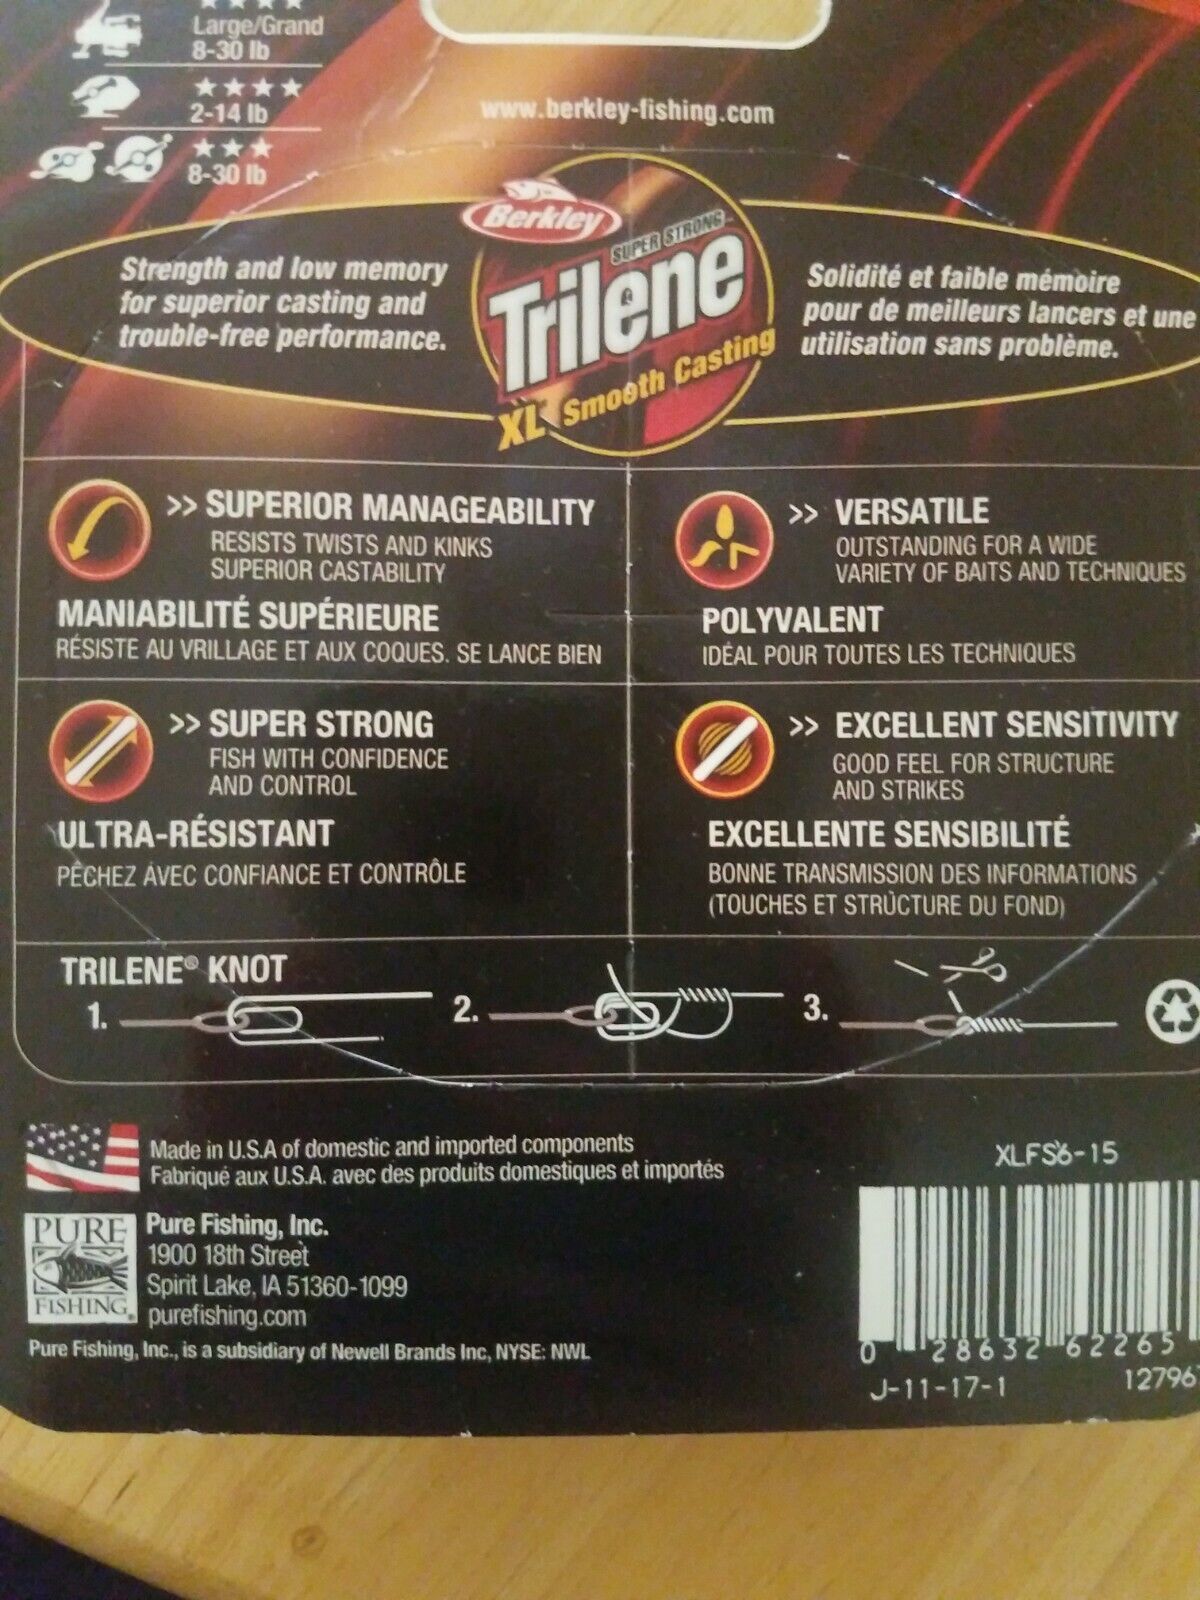 Large/Grand
8-30 lb
2-14 lb
8-30 lb
www.berkley-fishing.com
Berkley
SUPER STRONG
Trilene
XL Smooth Casting
Strength and low memory
for superior casting and
trouble-free performance.
Solidité et faible mémoire
pour de meilleurs lancers et une
utilisation sans problème.
>> SUPERIOR MANAGEABILITY
RESISTS TWISTS AND KINKS
SUPERIOR CASTABILITY
MANIABILITÉ SUPÉRIEURE
RÉSISTE AU VRILLAGE ET AUX COQUES. SE LANCE BIEN
>> VERSATILE
OUTSTANDING FOR A WIDE
VARIETY OF BAITS AND TECHNIQUES
POLYVALENT
IDÉAL POUR TOUTES LES TECHNIQUES
>> SUPER STRONG
FISH WITH CONFIDENCE
AND CONTROL
ULTRA-RÉSISTANT
PÊCHEZ AVEC CONFIANCE ET CONTRÔLE
>> EXCELLENT SENSITIVITY
GOOD FEEL FOR STRUCTURE
AND STRIKES
EXCELLENTE SENSIBILITÉ
BONNE TRANSMISSION DES INFORMATIONS
(TOUCHES ET STRUCTURE DU FOND)
TRILENE® KNOT
1. 2. 3.
Made in U.S.A of domestic and imported components
Fabriqué aux U.S.A. avec des produits domestiques et importés
PURE
FISHING®
Pure Fishing, Inc.
1900 18th Street
Spirit Lake, IA 51360-1099
purefishing.com
Pure Fishing, Inc., is a subsidiary of Newell Brands Inc, NYSE: NWL
XLFS6-15
0 28632 62265
J-11-17-1
12796